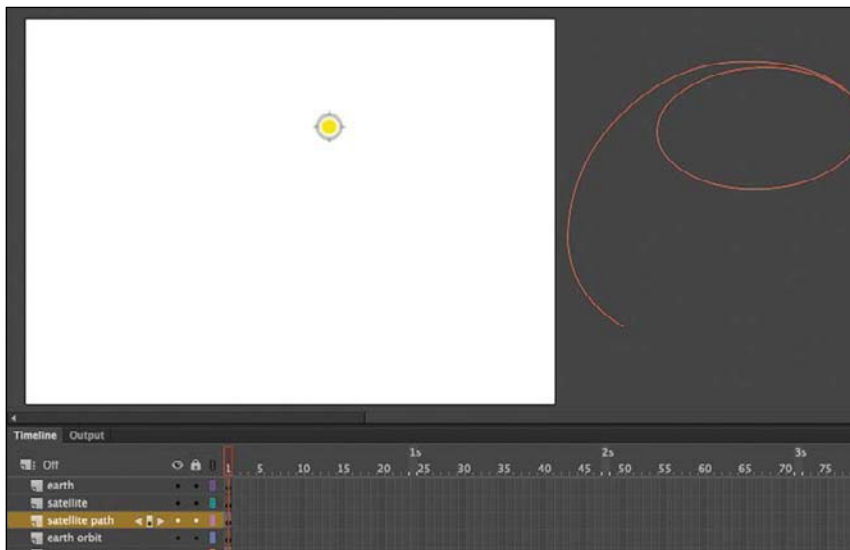 Timeline Output
1s 2s 3s
Off 1 5 10 15 20 25 30 35 40 45 50 55 60 65 70 75
earth
satellite
satellite path
earth orbit